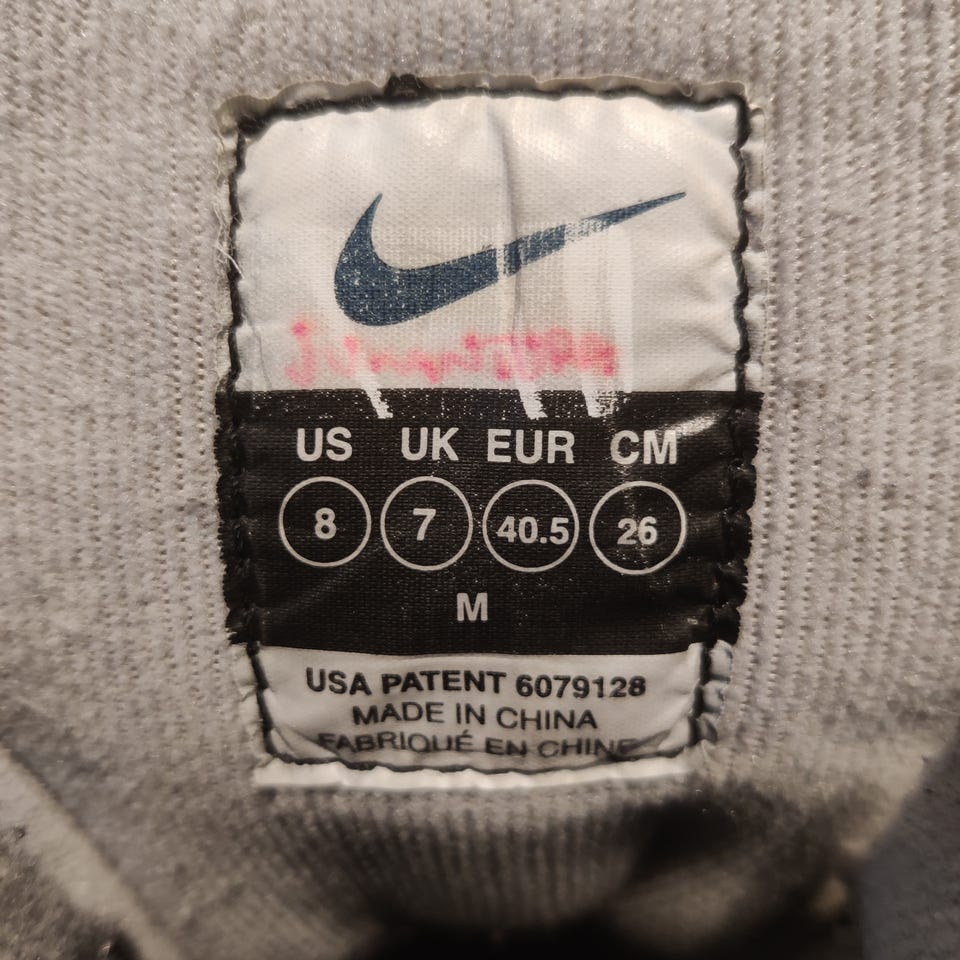 US UK EUR CM
8 7 40.5 26
M
USA PATENT 6079128
MADE IN CHINA
FABRIQUÉ EN CHINE